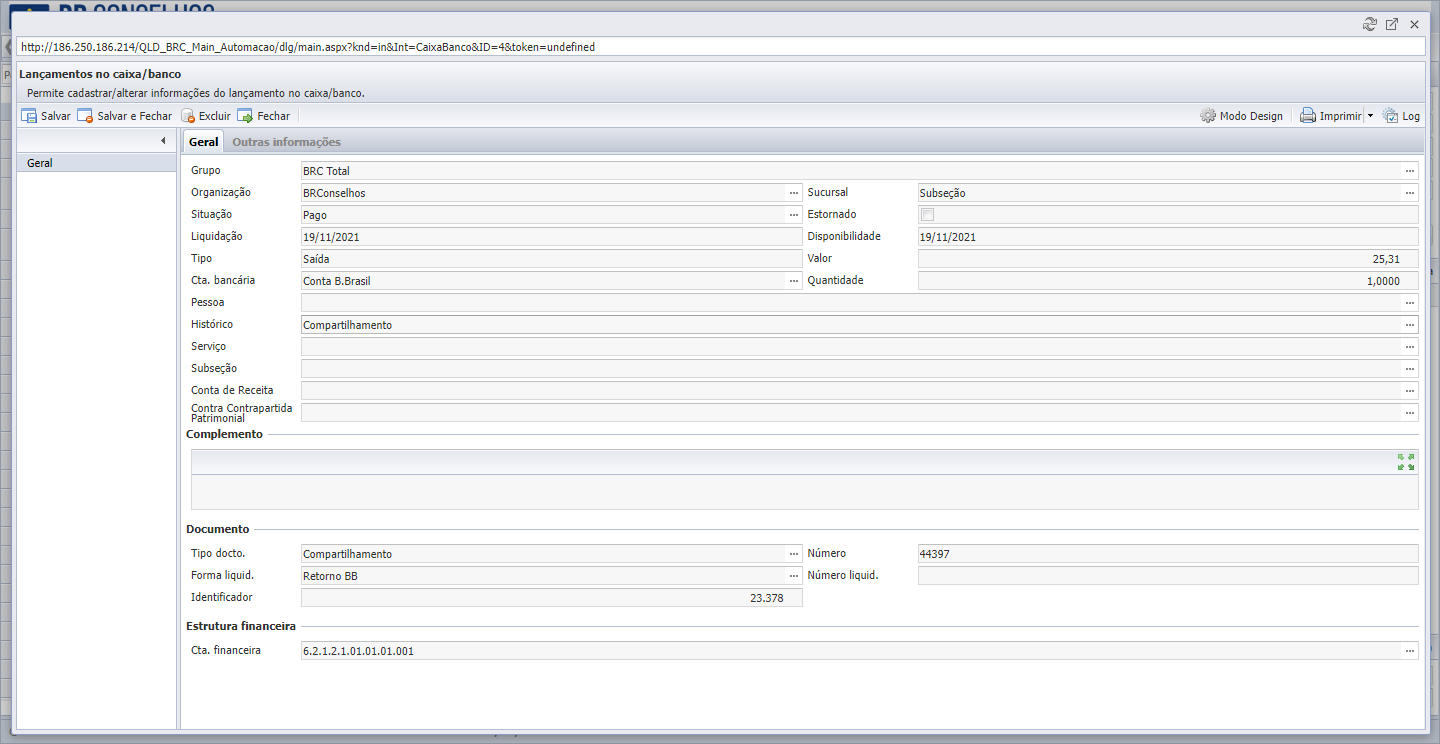 http://186.250.186.214/QLD_BRC_Main_Automacao/dlg/main.aspx?knd=in&Int=CaixaBanco&ID=4&token=undefined
Lançamentos no caixa/banco
Permite cadastrar/alterar informações do lançamento no caixa/banco.
Salvar Salvar e Fechar Excluir Fechar Modo Design Imprimir Log
Geral Outras informações
Geral
Grupo BRC Total ...
Organização BRConselhos ... Sucursal Subseção ...
Situação Pago ... Estornado
Liquidação 19/11/2021 Disponibilidade 19/11/2021
Tipo Saída Valor 25,31
Cta. bancária Conta B.Brasil ... Quantidade 1,0000
Pessoa ...
Histórico Compartilhamento ...
Serviço ...
Subseção ...
Conta de Receita ...
Contra Contrapartida
Patrimonial ...
Complemento
Documento
Tipo docto. Compartilhamento ... Número 44397
Forma liquid. Retorno BB ... Número liquid.
Identificador 23.378
Estrutura financeira
Cta. financeira 6.2.1.2.1.01.01.01.001 ...